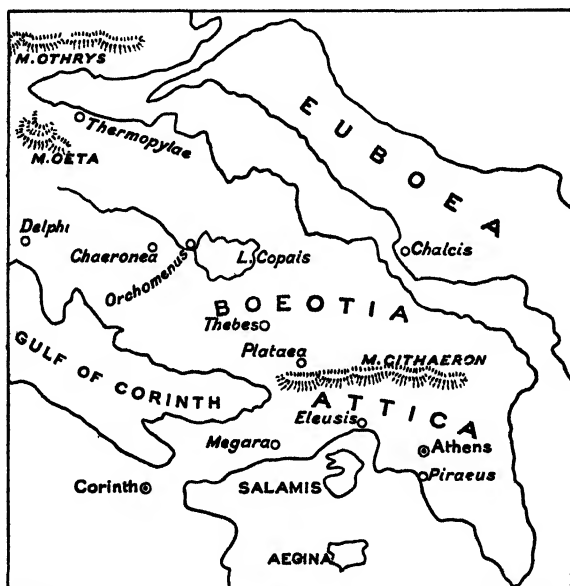 M. OTHRYS
EUBOEA
Thermopylae
M. OETA
Delphi
Chaeronea
Orchomenus
L. Copais
Chalcis
BOEOTIA
Thebes
Plataea
M. CITHAERON
GULF OF CORINTH
ATTICA
Eleusis
Megara
Athens
Corinth
SALAMIS
Piraeus
AEGINA